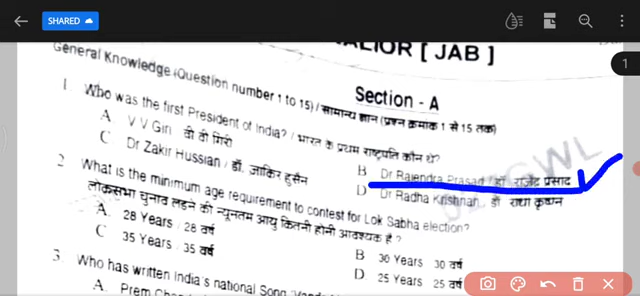 SHARED
1
ALIOR [ JAB ]
Section - A
General Knowledge (Question number 1 to 15) / सामान्य ज्ञान (प्रश्न क्रमाक 1 से 15 तक)
1. Who was the first President of India? / भारत के प्रथम राष्ट्रपति कौन थे?
A. V V Giri वी वी गिरी
B Dr Rajendra Prasad / डॉ राजेंद्र प्रसाद
C Dr Zakir Hussian / डॉ. जाकिर हुसैन
D Dr Radha Krishnan, डॉ राधा कृष्णन
2 What is the minimum age requirement to contest for Lok Sabha election?
लोकसभा चुनाव लड़ने की न्यूनतम आयु कितनी होनी आवश्यक है ?
A. 28 Years / 28 वर्ष
B 30 Years 30 वर्ष
C 35 Years 35 वर्ष
D. 25 Years 25 वर्ष
3. Who has written India's national Song
A. Prem